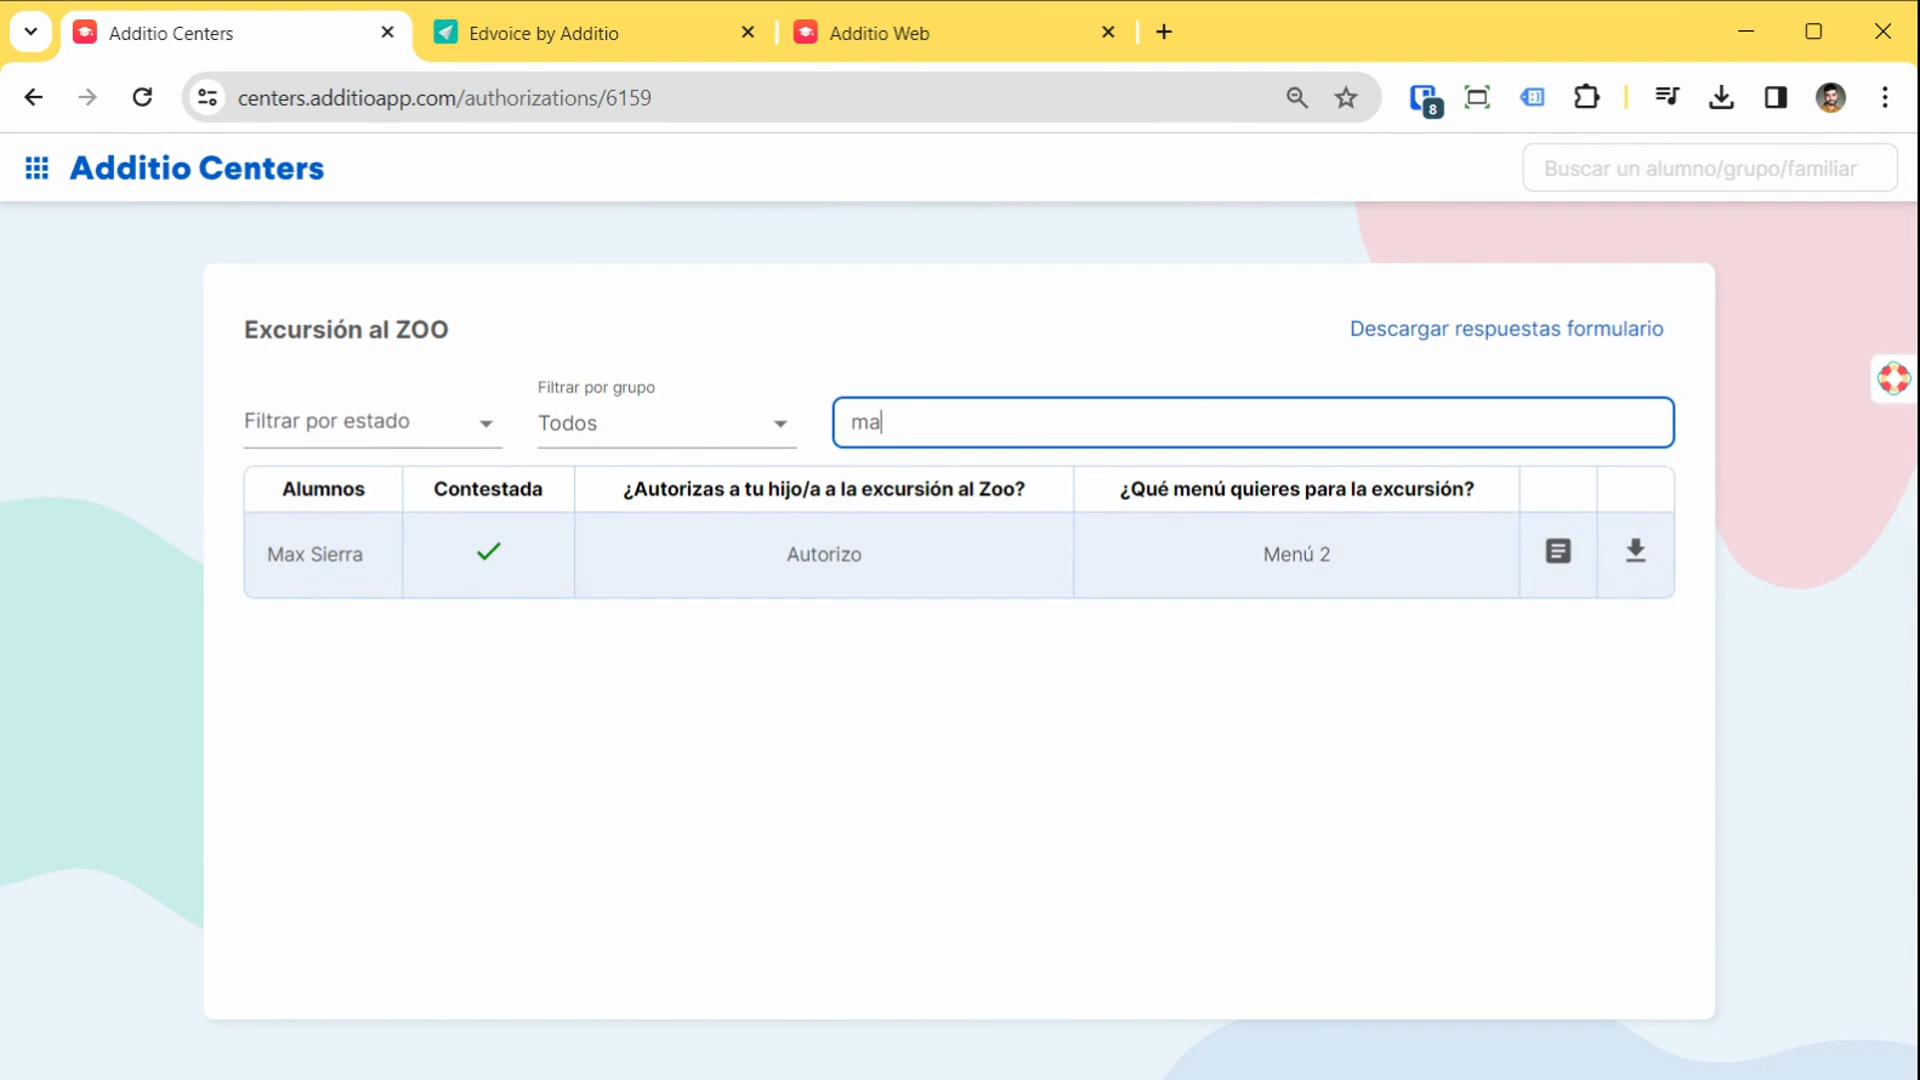 Additio Centers
Edvoice by Additio
Additio Web
centers.additioapp.com/authorizations/6159
8
Additio Centers
Buscar un alumno/grupo/familiar
Excursión al ZOO
Descargar respuestas formulario
Filtrar por estado
Filtrar por grupo
Todos
ma
Alumnos
Contestada
¿Autorizas a tu hijo/a a la excursión al Zoo?
¿Qué menú quieres para la excursión?
Max Sierra
Autorizo
Menú 2